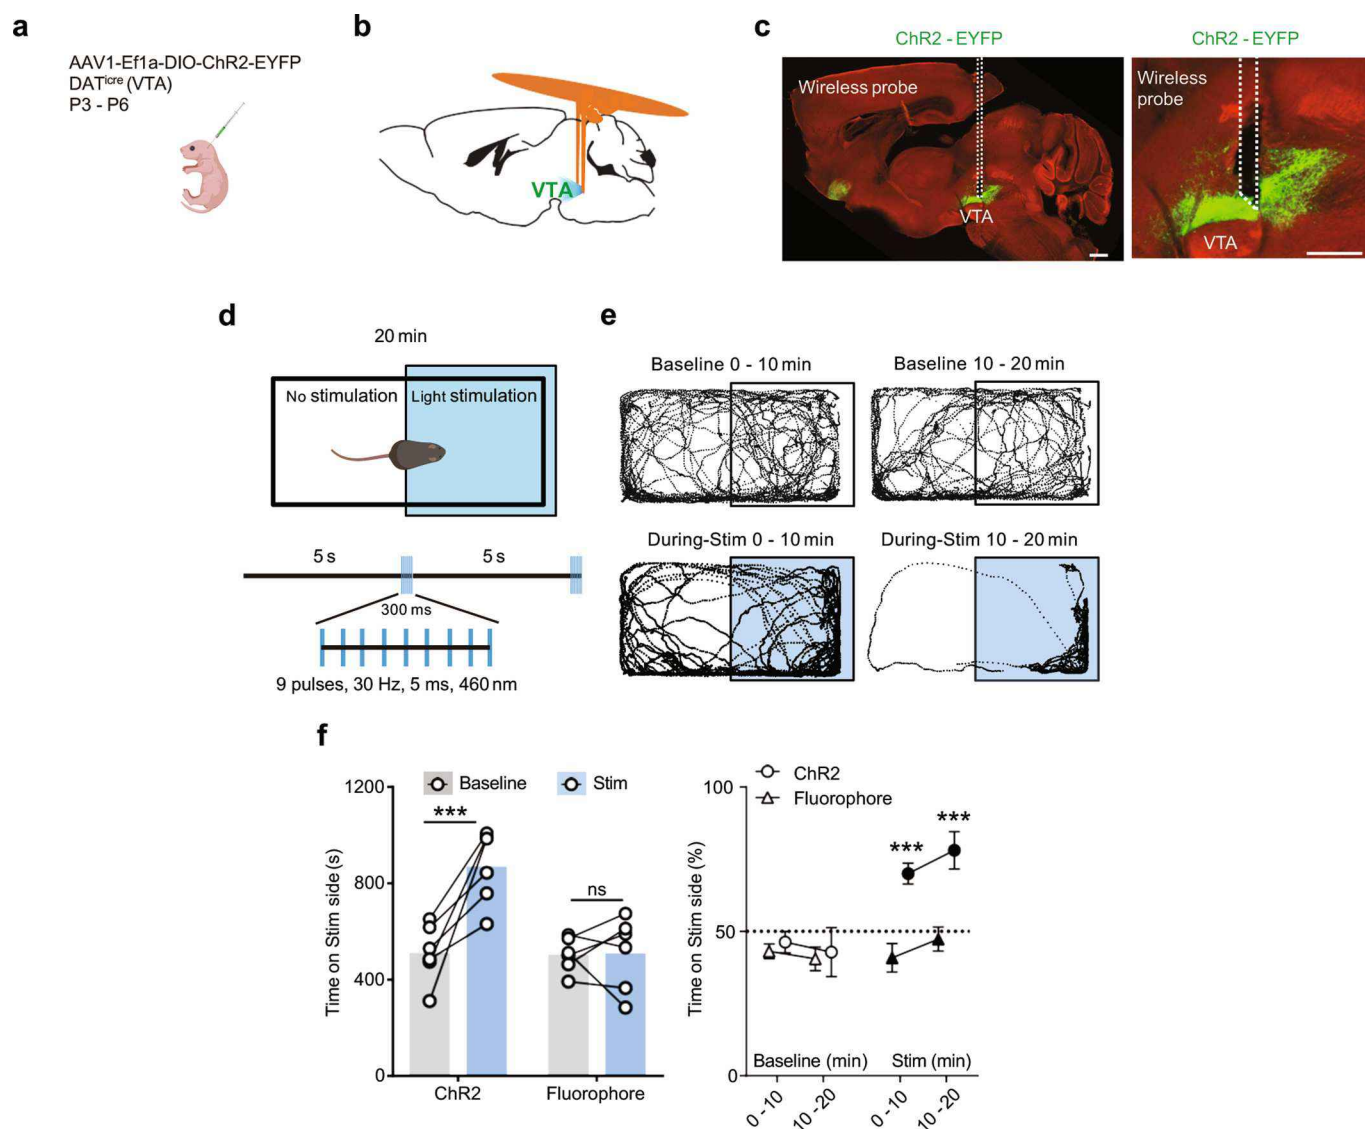 a
AAV1-Ef1a-DIO-ChR2-EYFP
DATicre (VTA)
P3 - P6
b
VTA
c
ChR2 - EYFP
Wireless probe
VTA
ChR2 - EYFP
Wireless
probe
VTA
d
20 min
No stimulation
Light stimulation
5 s
5 s
300 ms
9 pulses, 30 Hz, 5 ms, 460 nm
e
Baseline 0 - 10 min
Baseline 10 - 20 min
During-Stim 0 - 10 min
During-Stim 10 - 20 min
f
Time on Stim side (s)
1200
800
400
0
Baseline
Stim
***
ns
ChR2
Fluorophore
Time on Stim side (%)
100
50
0
ChR2
Fluorophore
***
***
Baseline (min)
Stim (min)
0 - 10
10 - 20
0 - 10
10 - 20